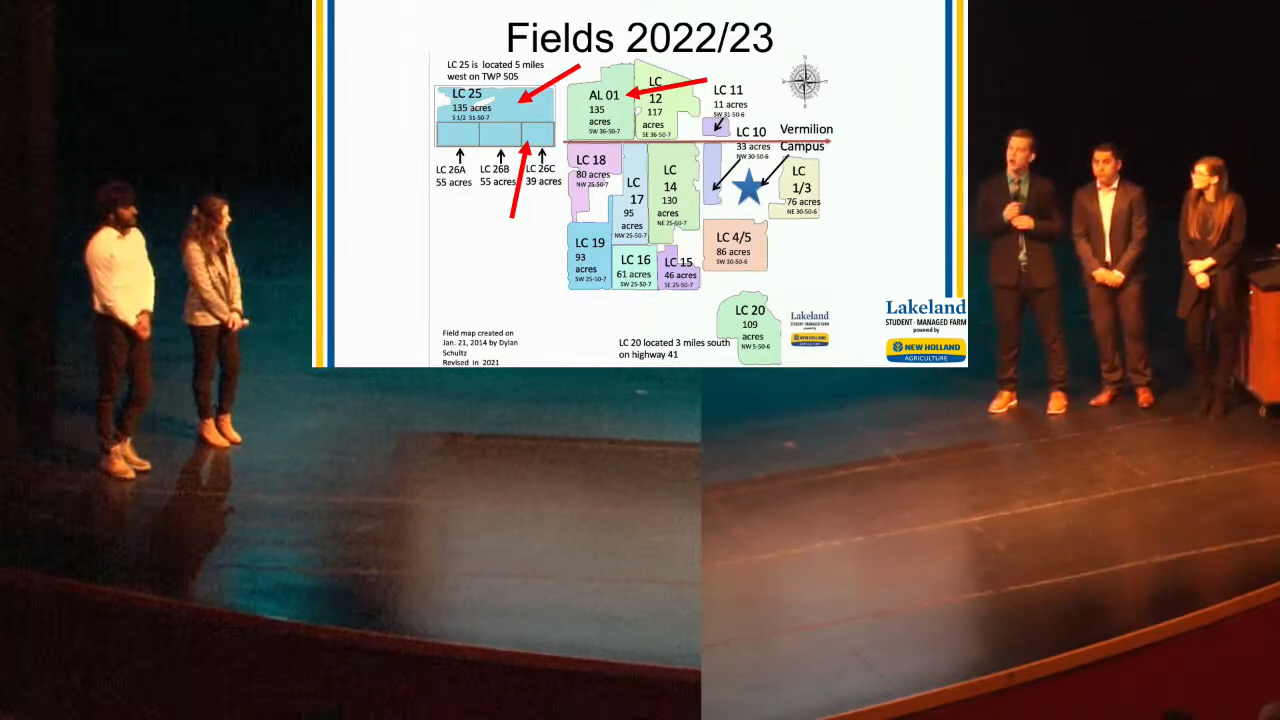 Fields 2022/23
LC 25 is located 5 miles
west on TWP 505
LC 25
135 acres
S 1/2 31-50-7
LC 26A
55 acres
LC 26B
55 acres
LC 26C
39 acres
AL 01
135
acres
SW 36-50-7
LC
12
117
acres
SE 36-50-7
LC 11
11 acres
SW 31-50-6
LC 10
33 acres
NW 30-50-6
Vermilion
Campus
N
LC 18
80 acres
NW 25-50-7
LC
17
95
acres
NW 25-50-7
LC
14
130
acres
NE 25-50-7
LC
1/3
76 acres
NE 30-50-6
LC 19
93
acres
SW 25-50-7
LC 16
61 acres
SW 25-50-7
LC 15
46 acres
SE 25-50-7
LC 4/5
86 acres
SW 30-50-6
LC 20
109
acres
NW 5-50-6
LC 20 located 3 miles south
on highway 41
Field map created on
Jan. 21, 2014 by Dylan
Schultz
Revised in 2021
Lakeland
STUDENT-MANAGED FARM
powered by
NEW HOLLAND
AGRICULTURE
Lakeland
STUDENT-MANAGED FARM
powered by
NEW HOLLAND
AGRICULTURE